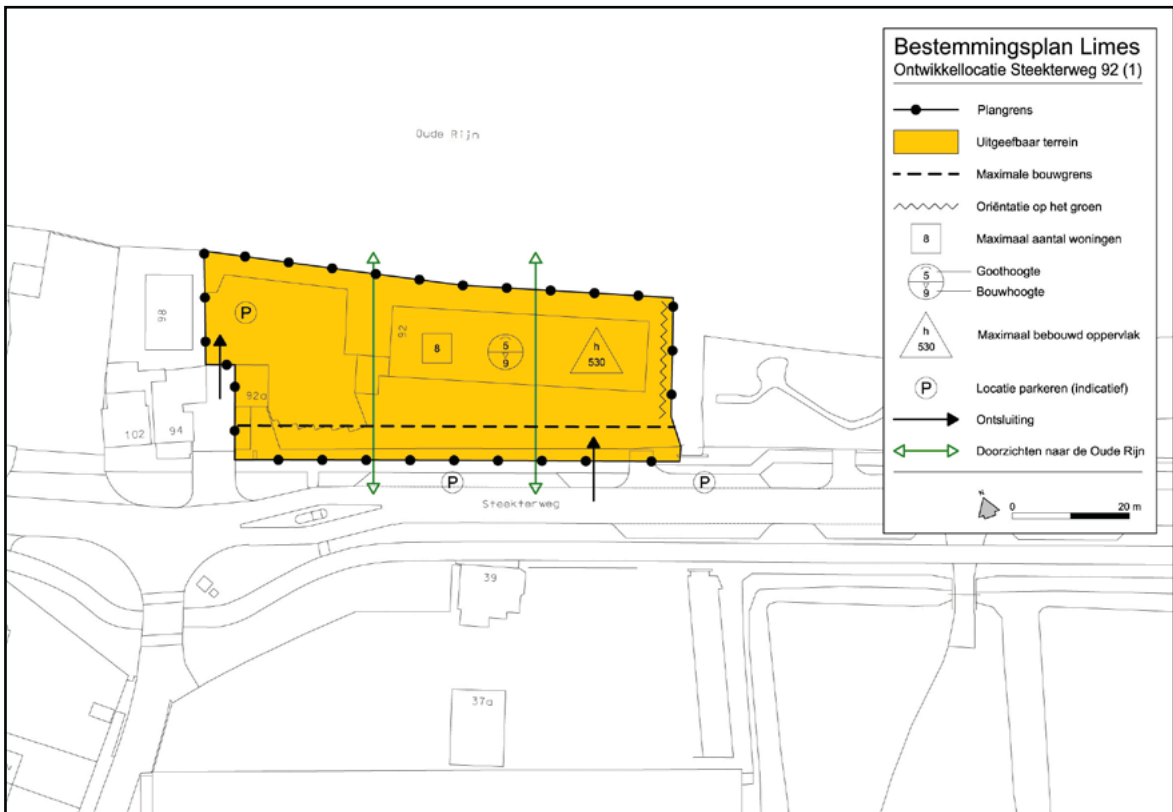 Bestemmingsplan Limes
Ontwikkellocatie Steekterweg 92 (1)
Plangrens
Uitgeefbaar terrein
Maximale bouwgrens
Oriëntatie op het groen
8
Maximaal aantal woningen
5
9
Goothoogte
Bouwhoogte
h
530
Maximaal bebouwd oppervlak
P
Locatie parkeren (indicatief)
Ontsluiting
Doorzichten naar de Oude Rijn
N
0
20 m
Oude Rijn
98
P
92
8
5
9
h
530
92a
102
94
P
P
Steekterweg
39
37a